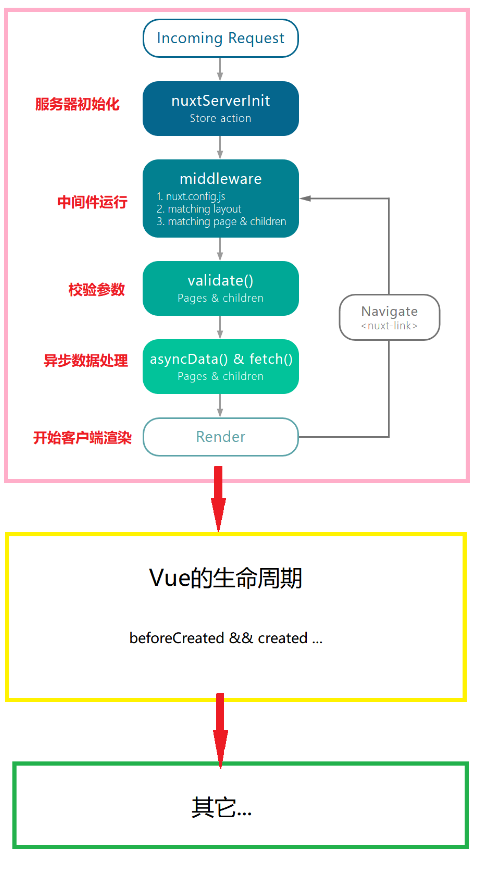 Incoming Request
服务器初始化
nuxtServerInit
Store action
中间件运行
middleware
1. nuxt.config.js
2. matching layout
3. matching page & children
校验参数
validate()
Pages & children
Navigate
<nuxt-link>
异步数据处理
asyncData() & fetch()
Pages & children
开始客户端渲染
Render
Vue的生命周期
beforeCreated && created ...
其它...